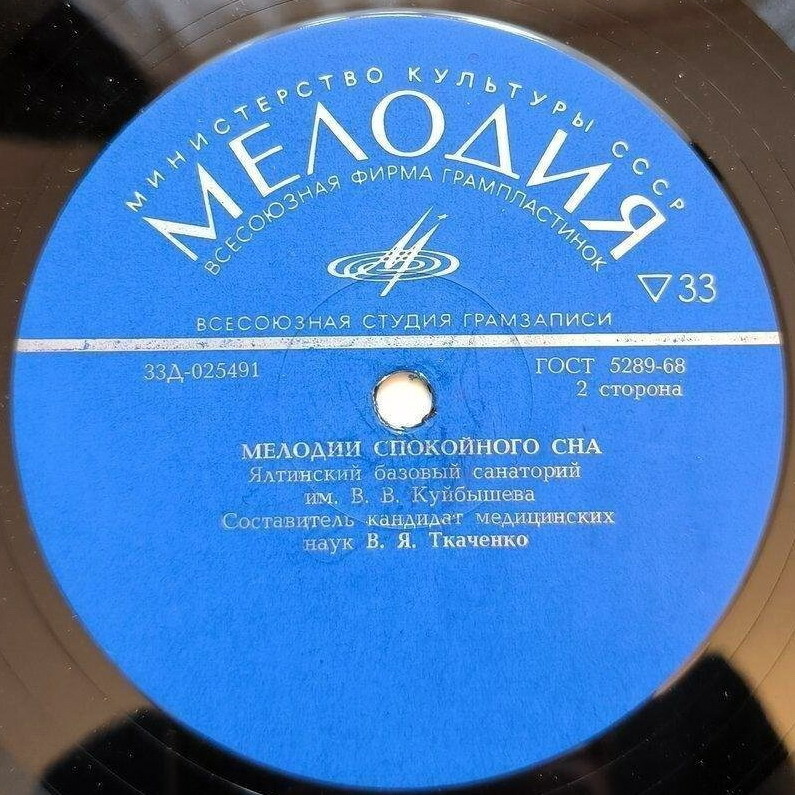 МИНИСТЕРСТВО КУЛЬТУРЫ СССР
МЕЛОДИЯ
ВСЕСОЮЗНАЯ ФИРМА ГРАМПЛАСТИНОК
▽33
ВСЕСОЮЗНАЯ СТУДИЯ ГРАМЗАПИСИ
33Д-025491
ГОСТ 5289-68
2 сторона
МЕЛОДИИ СПОКОЙНОГО СНА
Ялтинский базовый санаторий
им. В. В. Куйбышева
Составитель кандидат медицинских
наук В. Я. Ткаченко